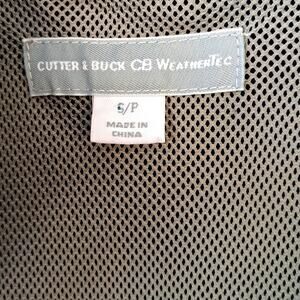 CUTTER & BUCK CB WEATHERTEC
S/P
MADE IN
CHINA